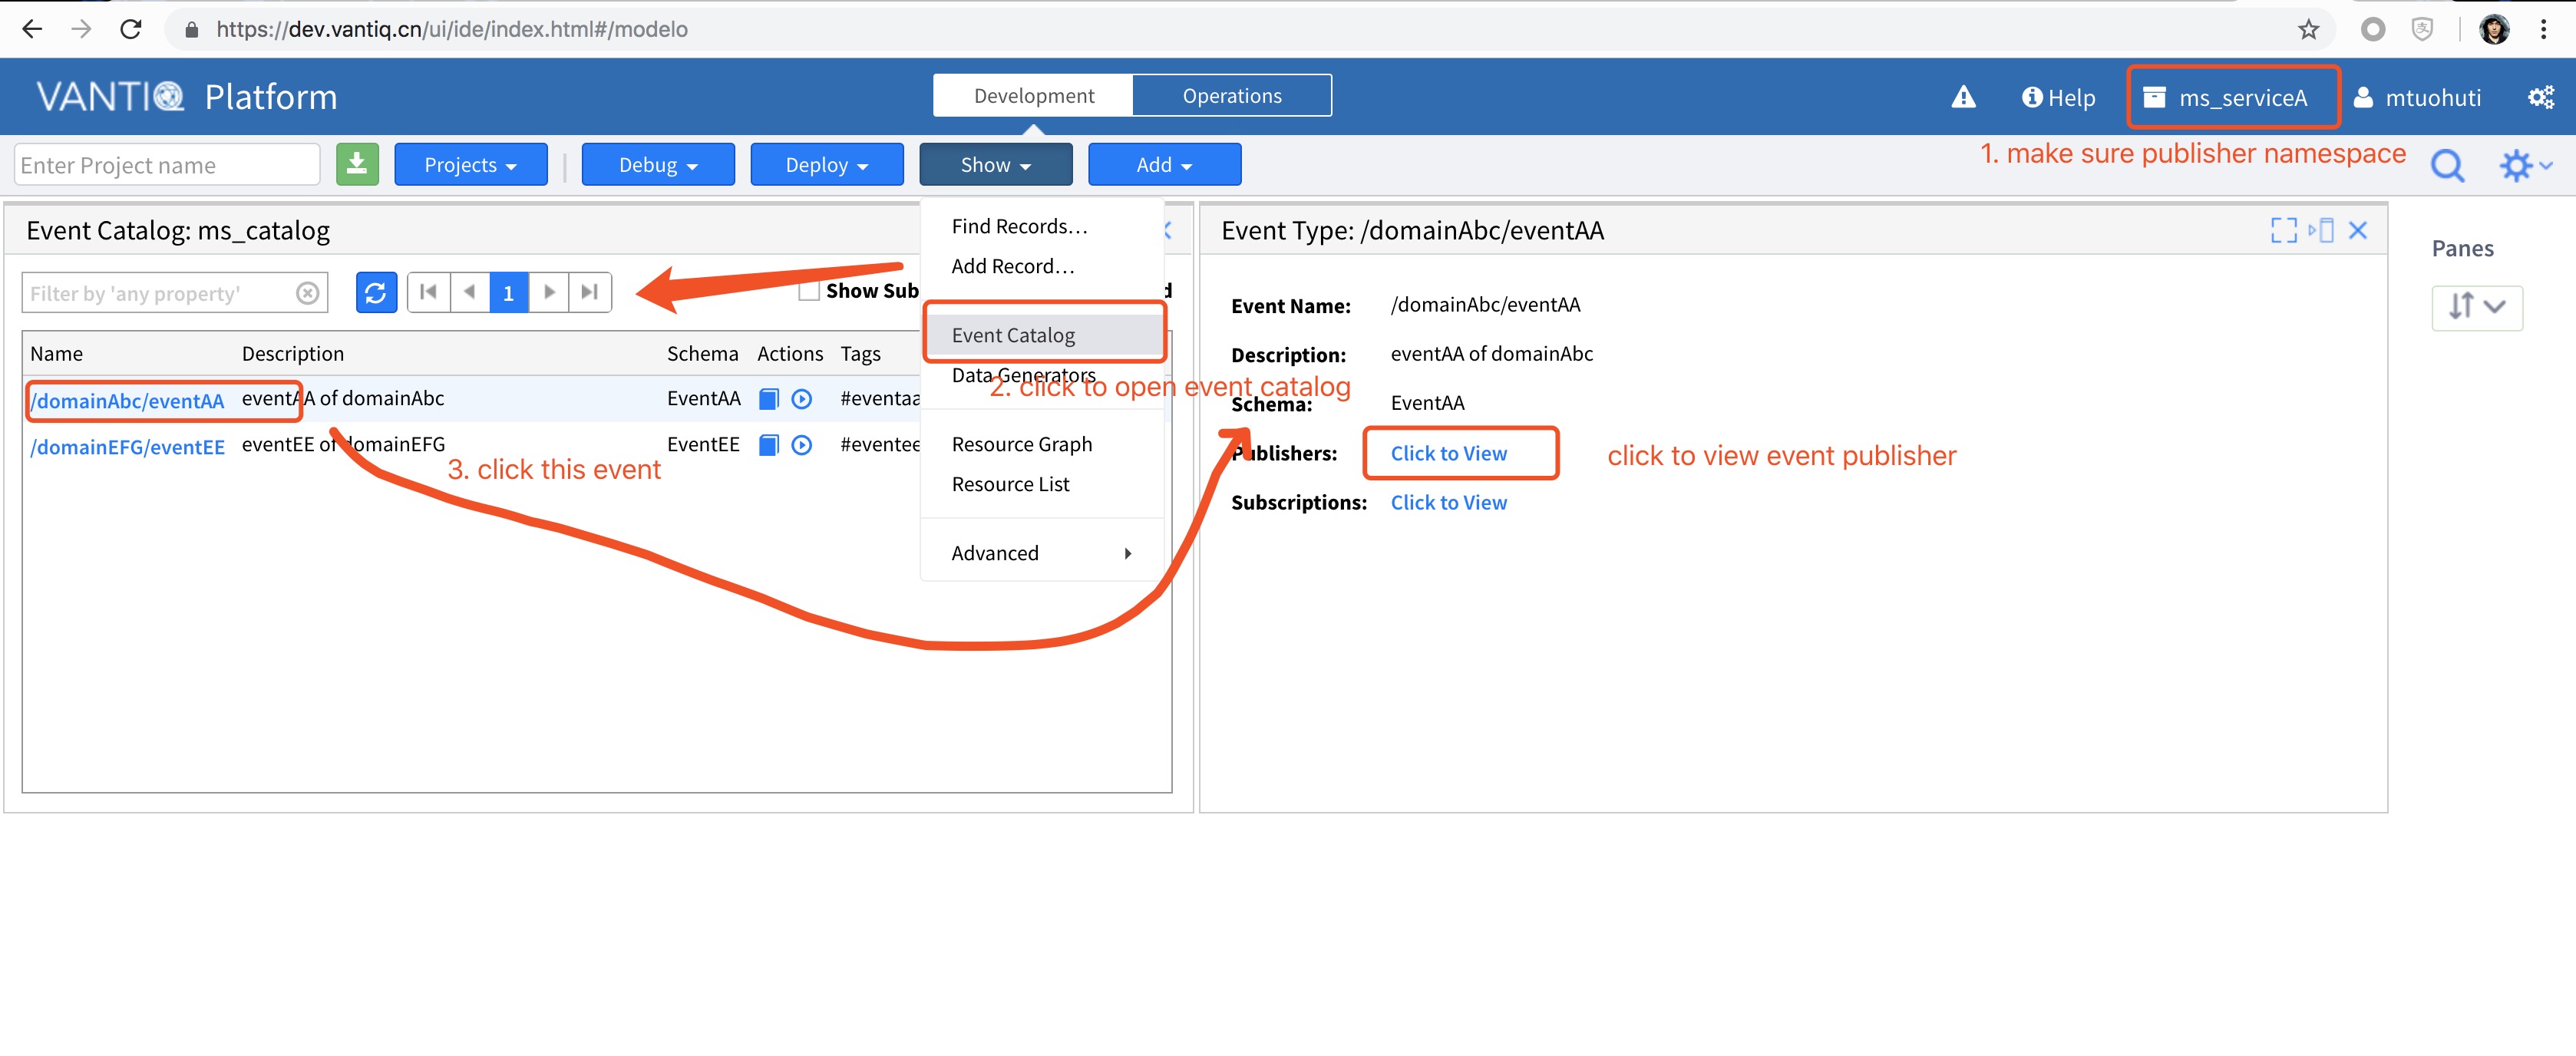 https://dev.vantiq.cn/ui/ide/index.html#/modelo
VANTIQ Platform
Development
Operations
Help
ms_serviceA
mtuohuti
Enter Project name
Projects
Debug
Deploy
Show
Add
1. make sure publisher namespace
Event Catalog: ms_catalog
Find Records...
Add Record...
Event Catalog
Data Generators
Resource Graph
Resource List
Advanced
2. click to open event catalog
Filter by 'any property'
1
Show Sub
d
Name Description Schema Actions Tags
/domainAbc/eventAA eventAA of domainAbc EventAA #eventaa
/domainEFG/eventEE eventEE of domainEFG EventEE #eventee
3. click this event
Event Type: /domainAbc/eventAA
Event Name: /domainAbc/eventAA
Description: eventAA of domainAbc
Schema: EventAA
Publishers: Click to View
click to view event publisher
Subscriptions: Click to View
Panes